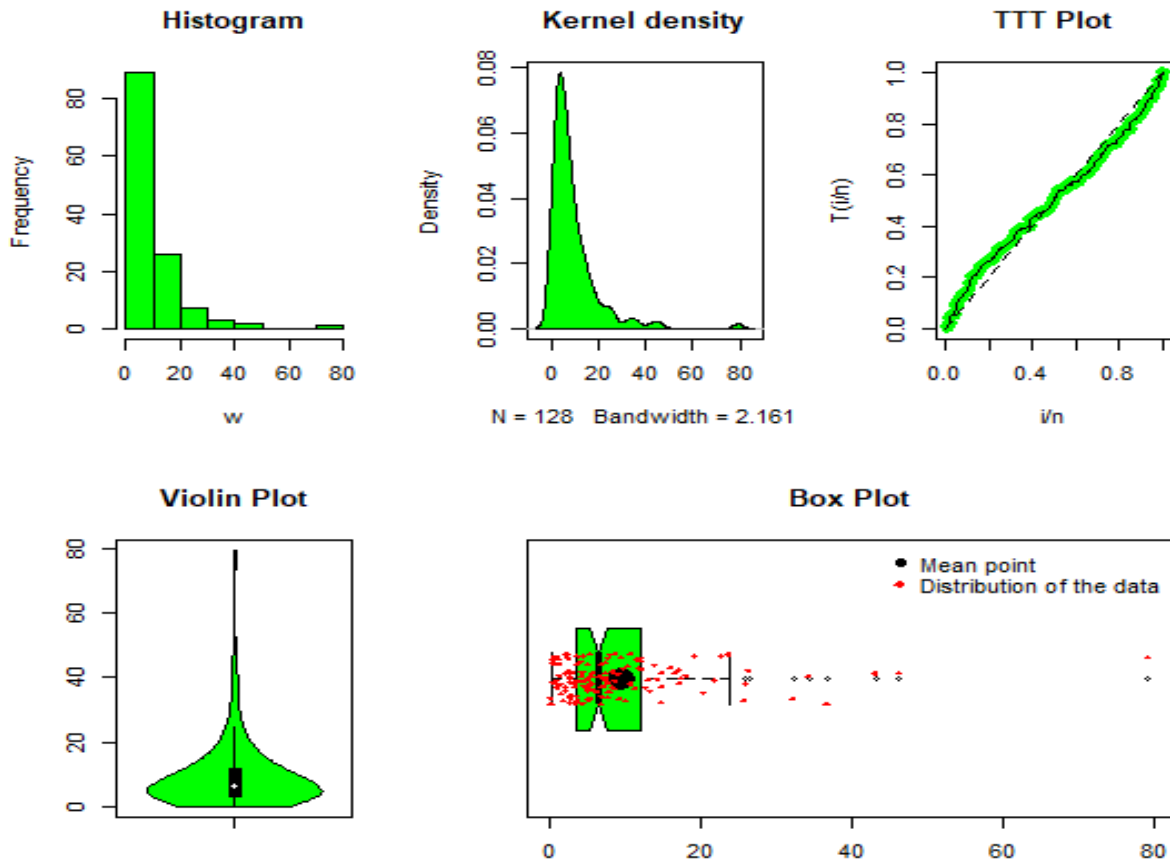 Histogram
Frequency
0 20 40 60 80
0 20 40 60 80
w
Kernel density
Density
0.00 0.02 0.04 0.06 0.08
0 20 40 60 80
N = 128 Bandwidth = 2.161
TTT Plot
T(i/n)
0.0 0.2 0.4 0.6 0.8 1.0
0.0 0.4 0.8
i/n
Violin Plot
0 20 40 60 80
Box Plot
Mean point
Distribution of the data
0 20 40 60 80